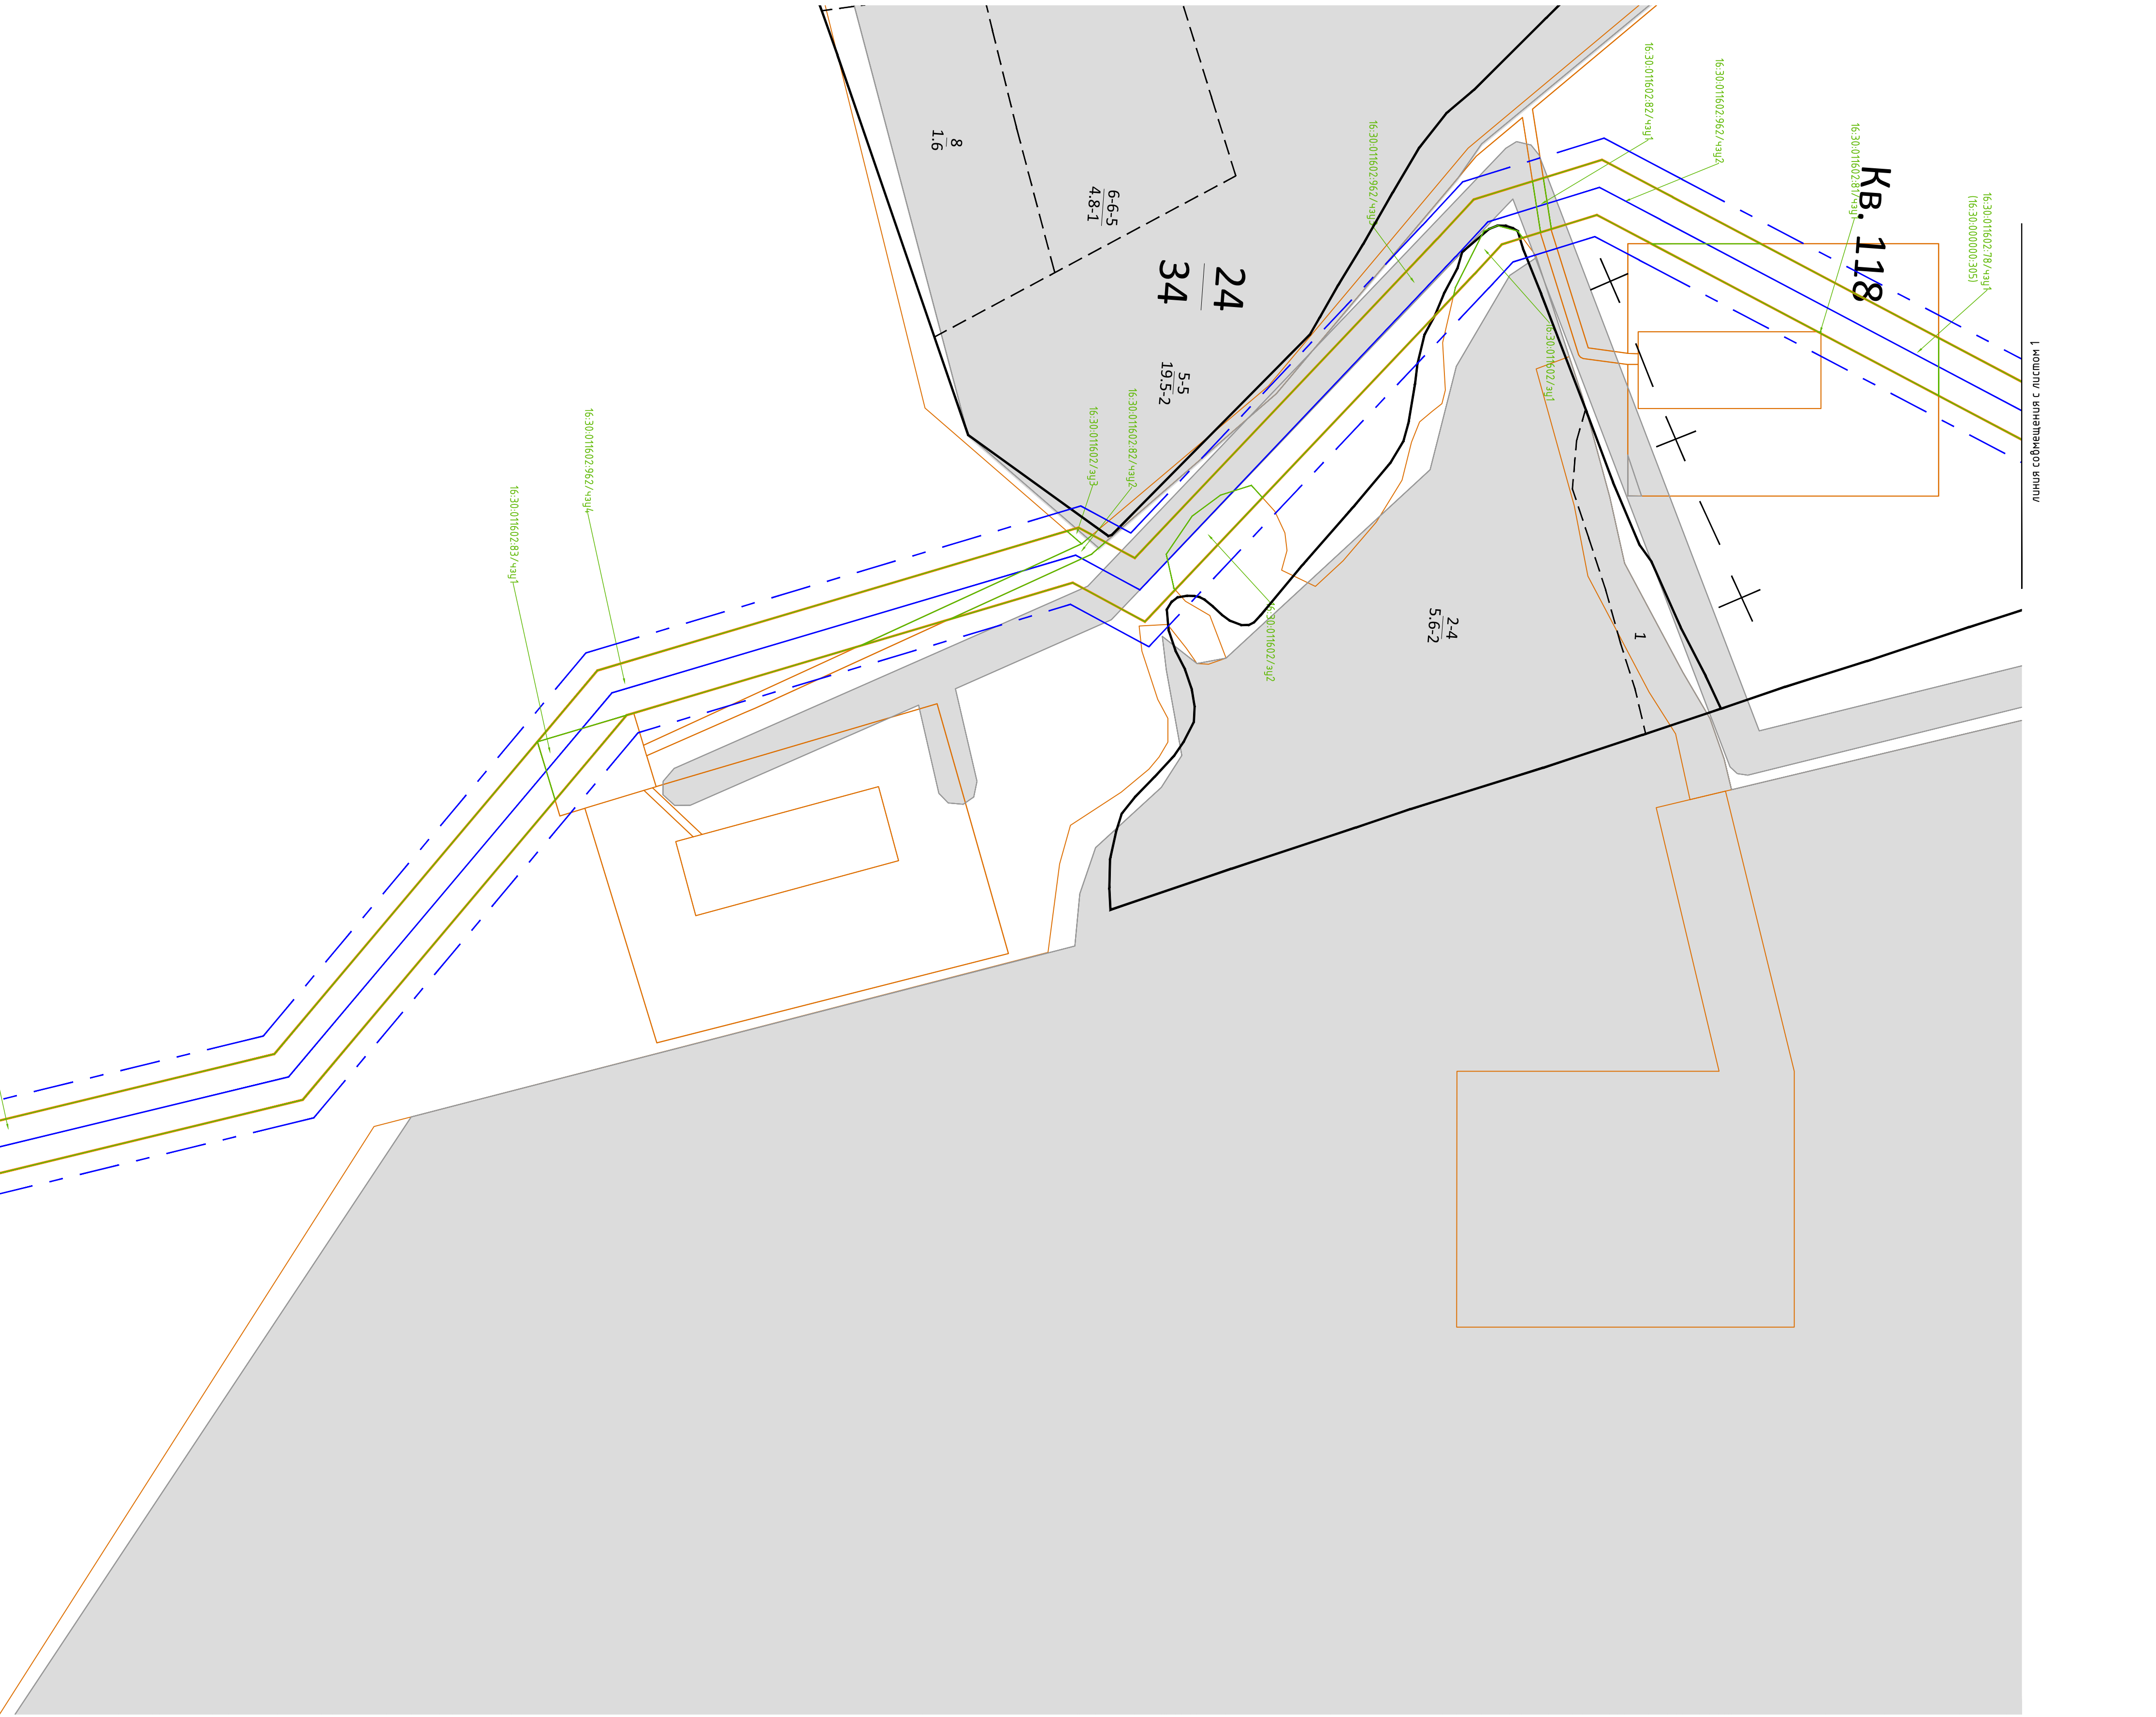 16:30:011602:82/чзу1
16:30:011602:962/чзу2
16:30:011602:81/чзу1
Кв. 118
16:30:011602:78/чзу1
(16:30:000000:305)
линия совмещения с листом 1
16:30:011602:962/чзу3
8
1.6
6-6-5
4.8-1
24
34
5-5
19.5-2
16:30:011602/зу1
16:30:011602:82/чзу2
16:30:011602/зу3
16:30:011602:962/чзу4
16:30:011602:83/чзу1
16:30:011602/зу2
2-4
5.6-2
1